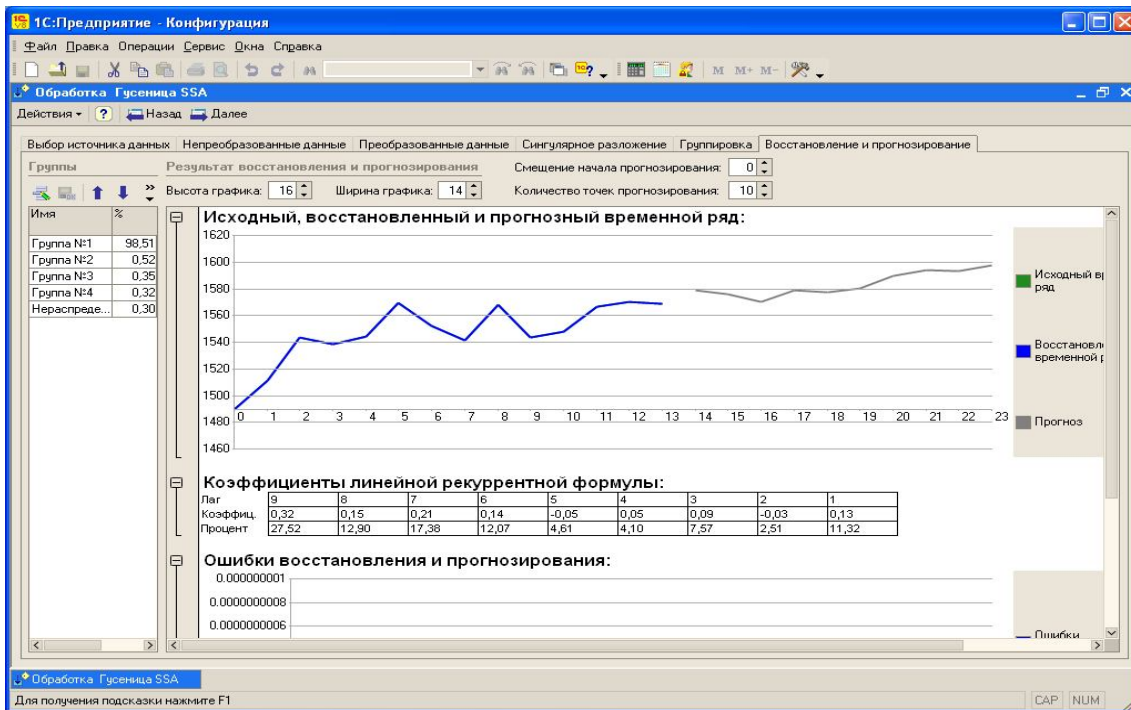 1С:Предприятие - Конфигурация
Файл Правка Операции Сервис Окна Справка
M M+ M-
Обработка Гусеница SSA
Действия ? Назад Далее
Выбор источника данных Непреобразованные данные Преобразованные данные Сингулярное разложение Группировка Восстановление и прогнозирование
Группы Результат восстановления и прогнозирования Смещение начала прогнозирования: 0
Высота графика: 16 Ширина графика: 14 Количество точек прогнозирования: 10
Имя %
Группа №1 98,51
Группа №2 0,52
Группа №3 0,35
Группа №4 0,32
Нераспреде... 0,30
Исходный, восстановленный и прогнозный временной ряд:
1620
1600
1580
1560
1540
1520
1500
1480
1460
0 1 2 3 4 5 6 7 8 9 10 11 12 13 14 15 16 17 18 19 20 21 22 23
Исходный вр
ряд
Восстановл
временной р
Прогноз
Коэффициенты линейной рекуррентной формулы:
Лаг 9 8 7 6 5 4 3 2 1
Коэффиц. 0,32 0,15 0,21 0,14 -0,05 0,05 0,09 -0,03 0,13
Процент 27,52 12,90 17,38 12,07 4,61 4,10 7,57 2,51 11,32
Ошибки восстановления и прогнозирования:
0.000000001
0.0000000008
0.0000000006
Ошибки
Обработка Гусеница SSA
Для получения подсказки нажмите F1
CAP NUM